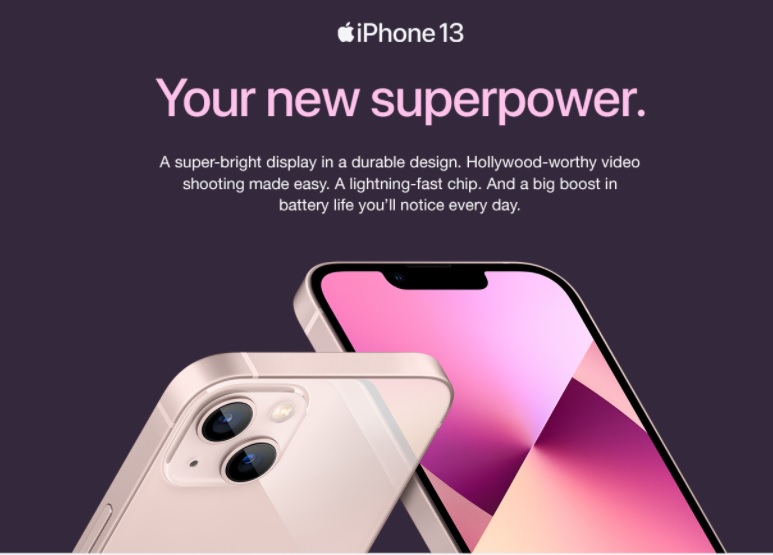 iPhone 13
Your new superpower.
A super-bright display in a durable design. Hollywood-worthy video
shooting made easy. A lightning-fast chip. And a big boost in
battery life you'll notice every day.